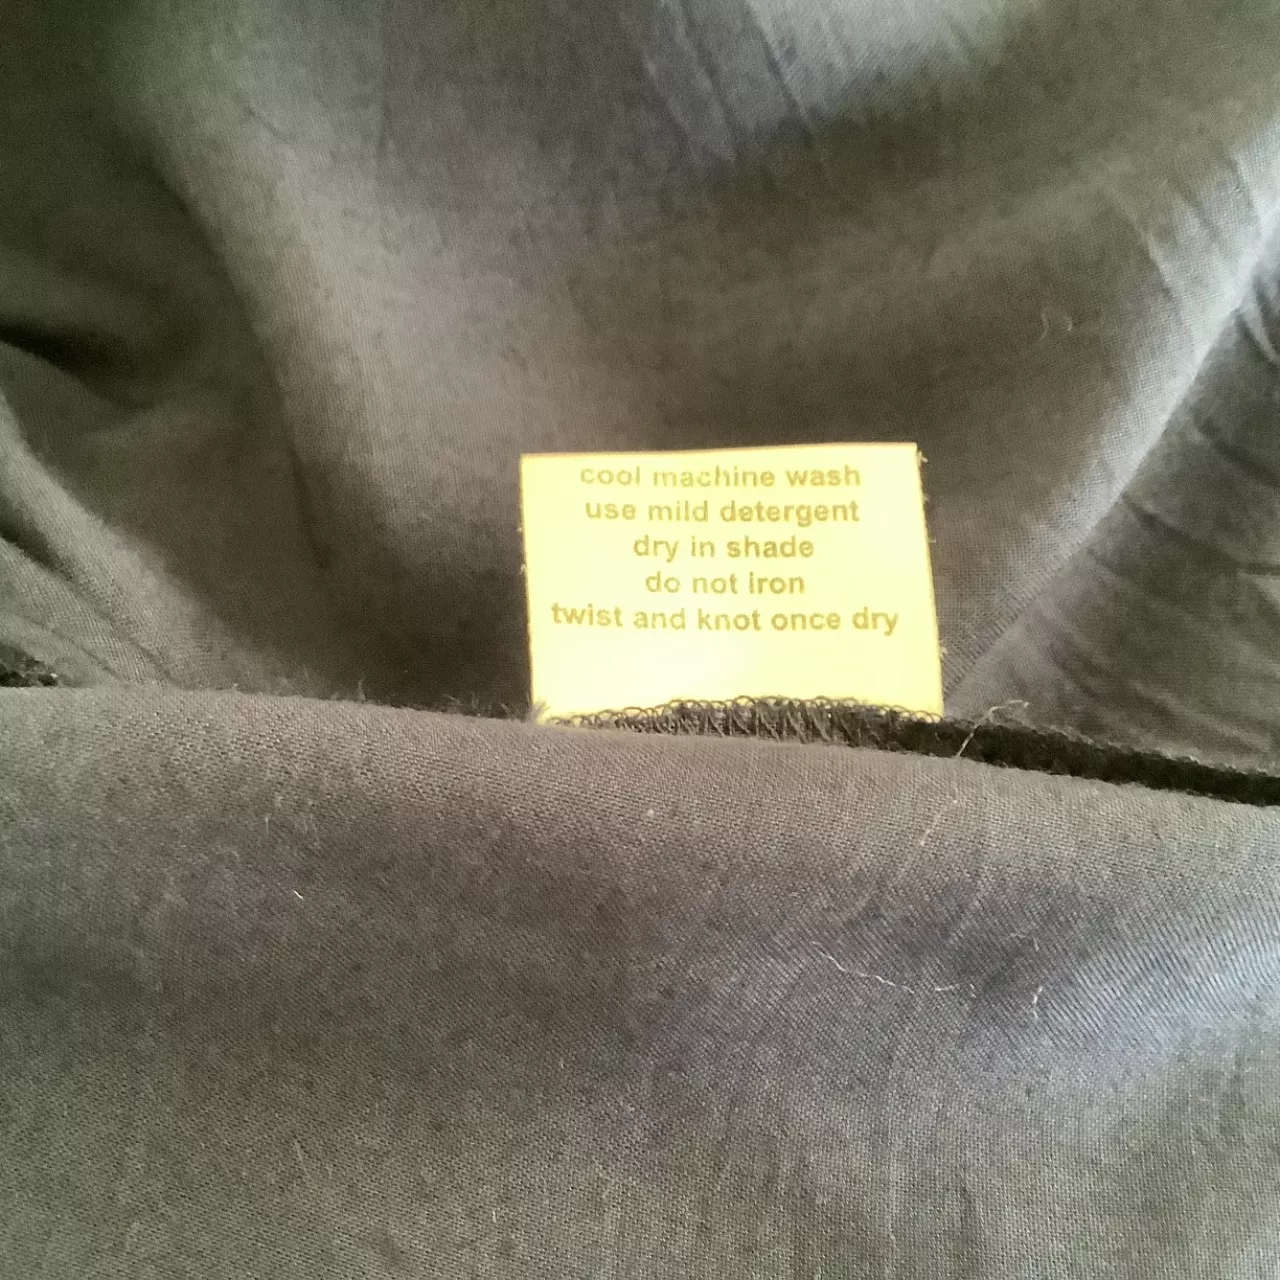 cool machine wash
use mild detergent
dry in shade
do not iron
twist and knot once dry